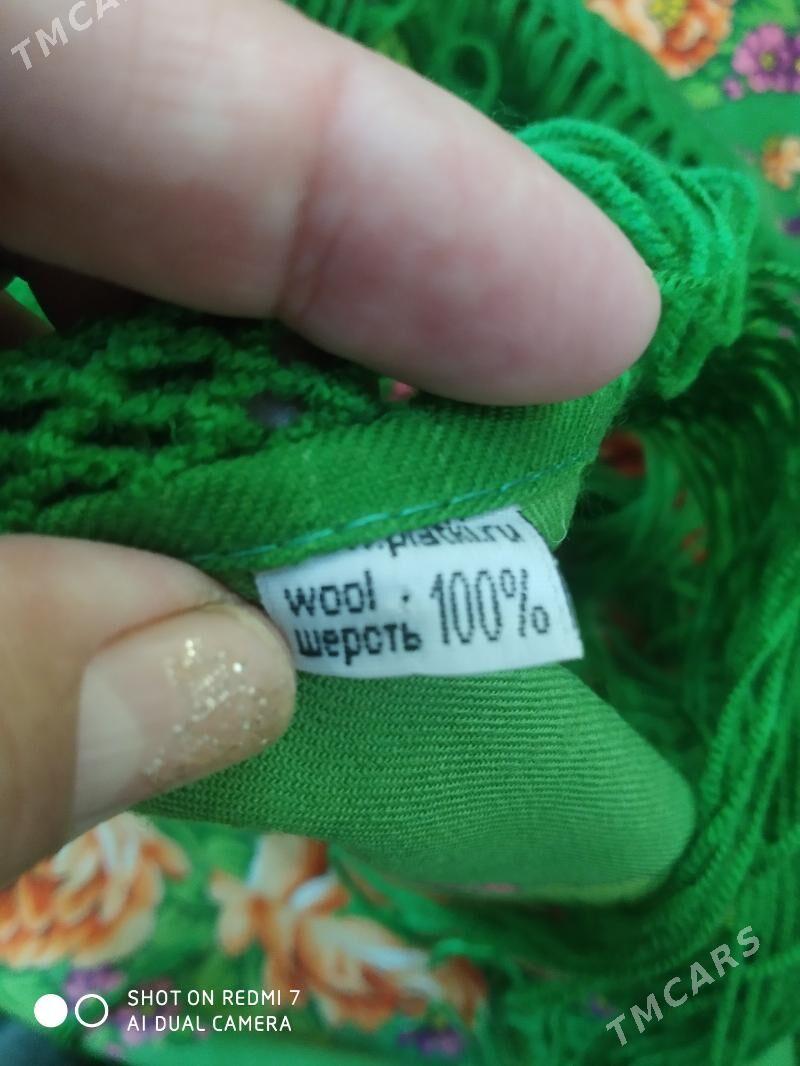 TMCARS
.platki.ru
wool · 100%
шерсть
SHOT ON REDMI 7
AI DUAL CAMERA
TMCARS